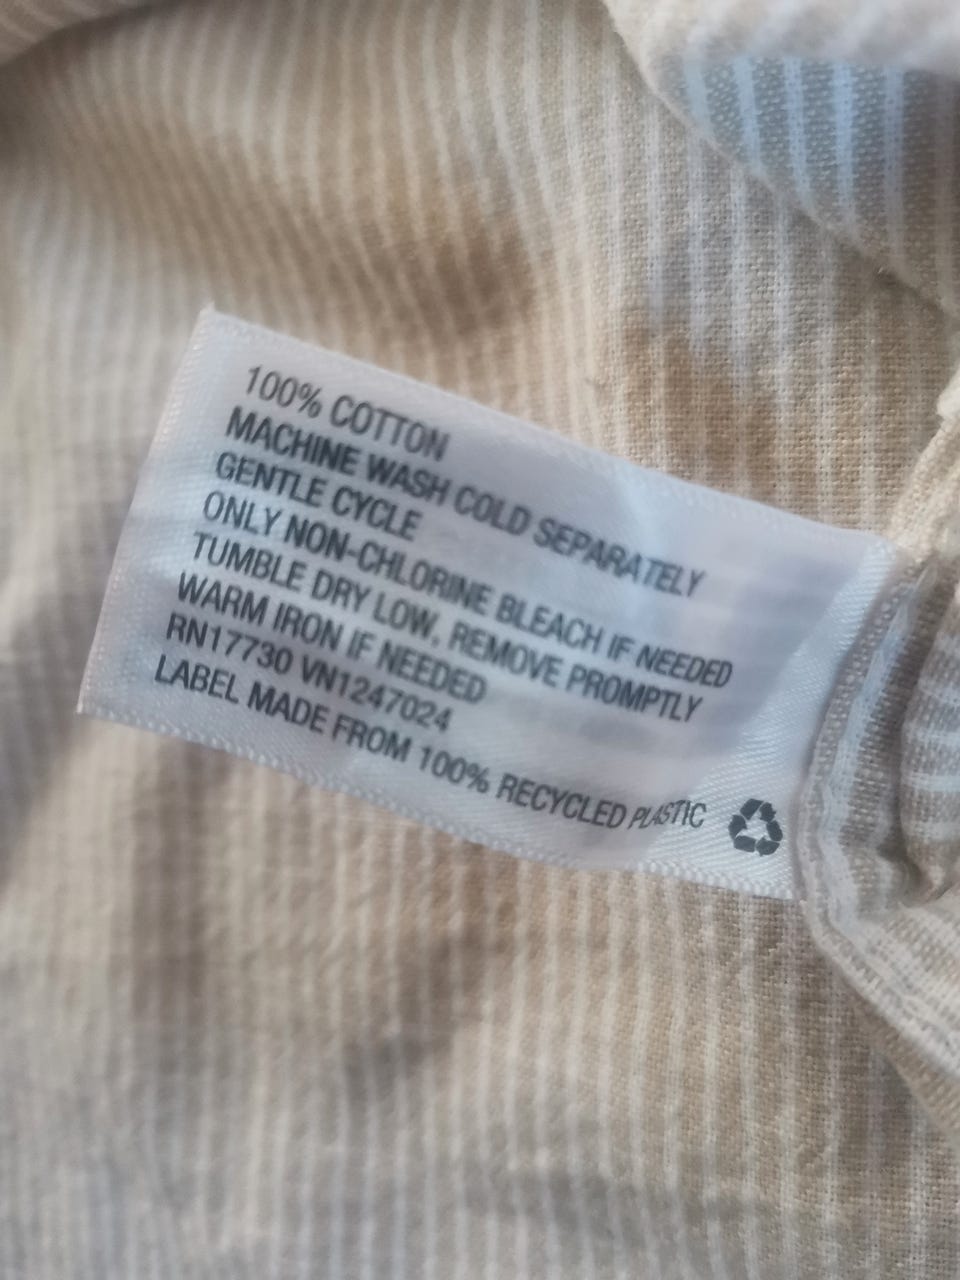 100% COTTON
MACHINE WASH COLD SEPARATELY
GENTLE CYCLE
ONLY NON-CHLORINE BLEACH IF NEEDED
TUMBLE DRY LOW, REMOVE PROMPTLY
WARM IRON IF NEEDED
RN17730 VN1247024
LABEL MADE FROM 100% RECYCLED PLASTIC